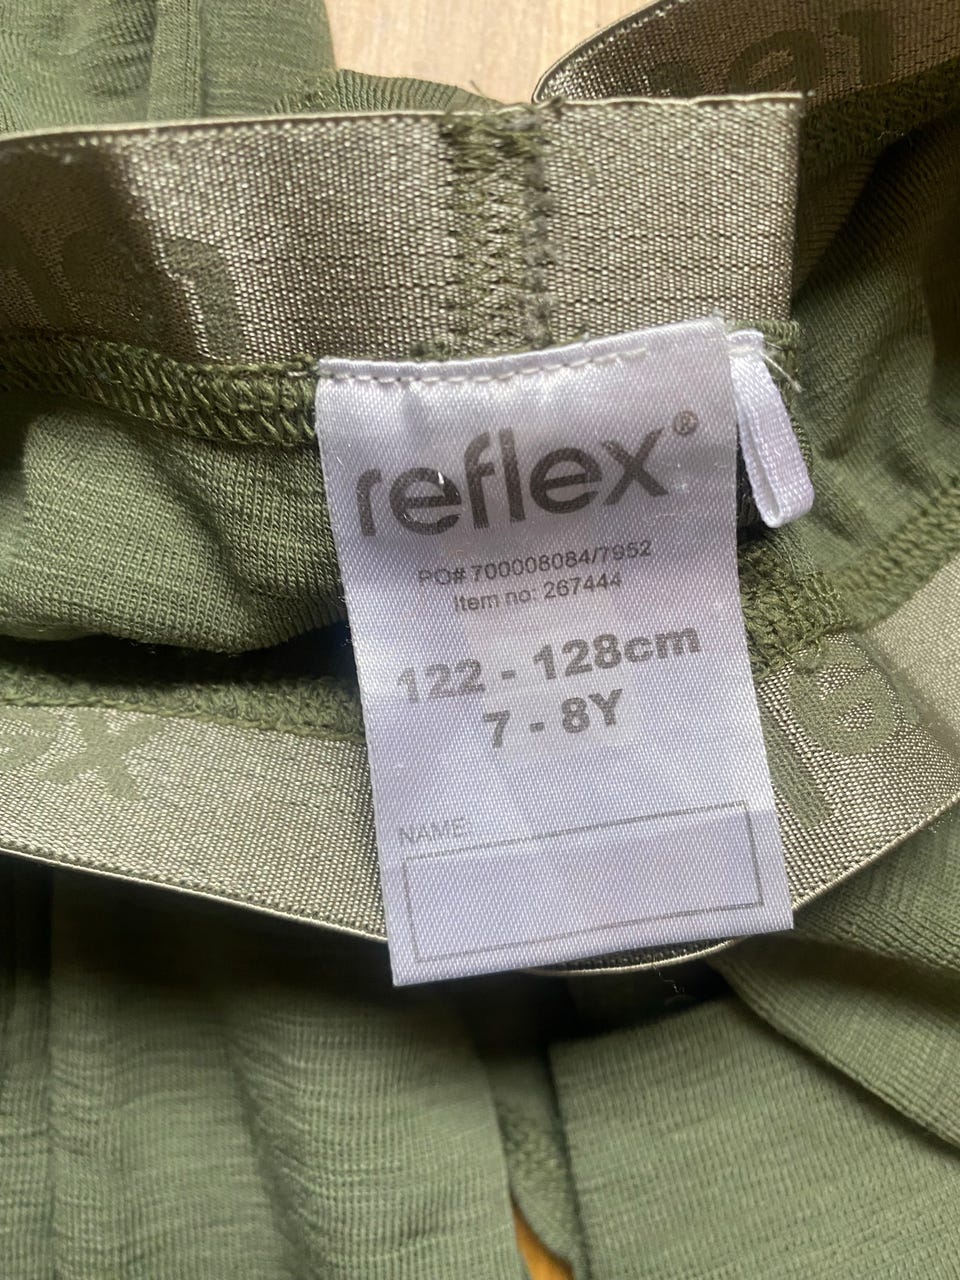 reflex®
PO# 700008084/7952
Item no: 267444
122 - 128cm
7 - 8Y
NAME: